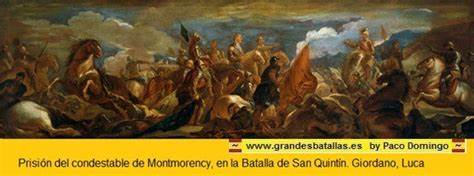 www.grandesbatallas.es by Paco Domingo
Prisión del condestable de Montmorency, en la Batalla de San Quintín. Giordano, Luca